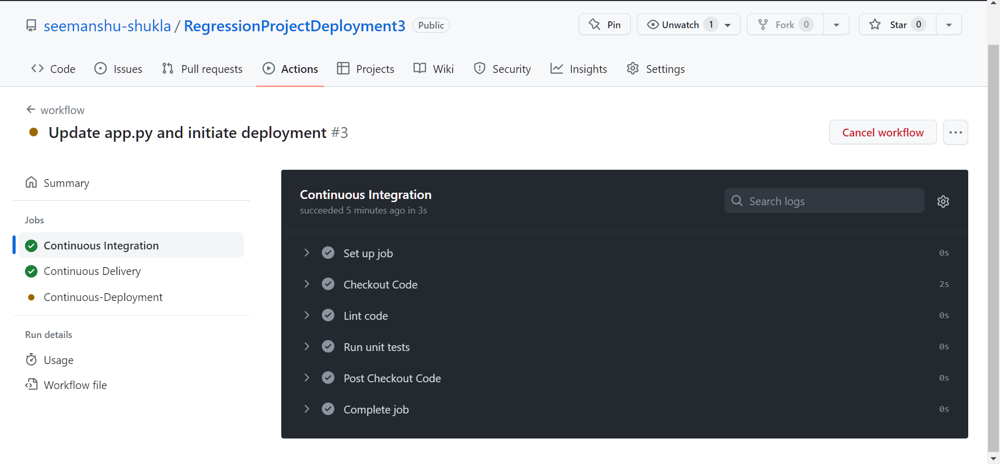 seemanshu-shukla / RegressionProjectDeployment3 Public
Pin
Unwatch 1
Fork 0
Star 0
Code
Issues
Pull requests
Actions
Projects
Wiki
Security
Insights
Settings
workflow
Update app.py and initiate deployment #3
Cancel workflow
Summary
Jobs
Continuous Integration
Continuous Delivery
Continuous-Deployment
Run details
Usage
Workflow file
Continuous Integration
succeeded 5 minutes ago in 3s
Search logs
Set up job 0s
Checkout Code 2s
Lint code 0s
Run unit tests 0s
Post Checkout Code 0s
Complete job 0s